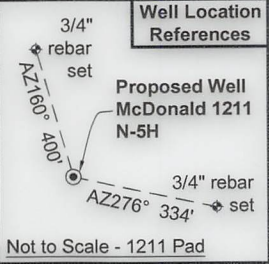 Well Location
References
3/4"
rebar
set
AZ160° 400'
Proposed Well
McDonald 1211
N-5H
3/4" rebar
set
AZ276° 334'
Not to Scale - 1211 Pad